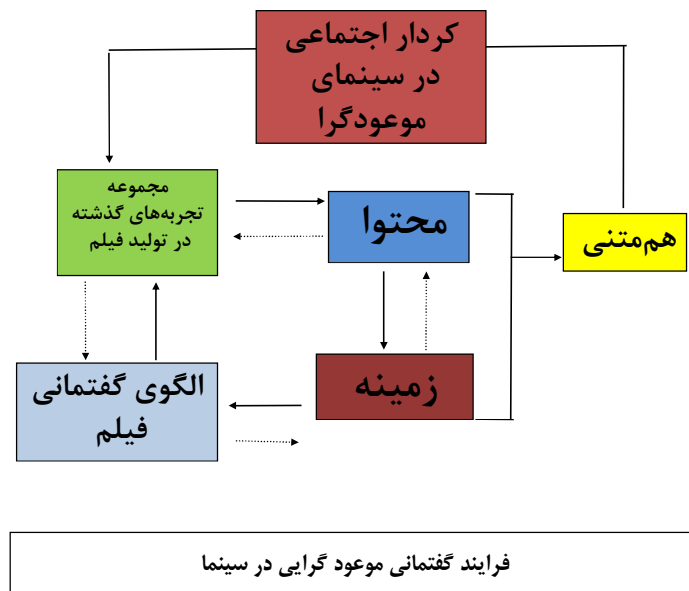 کردار اجتماعی
در سینمای
موعودگرا
مجموعه
تجربه‌های گذشته
در تولید فیلم
محتوا
هم‌متنی
زمینه
الگوی گفتمانی
فیلم
فرایند گفتمانی موعود گرایی در سینما